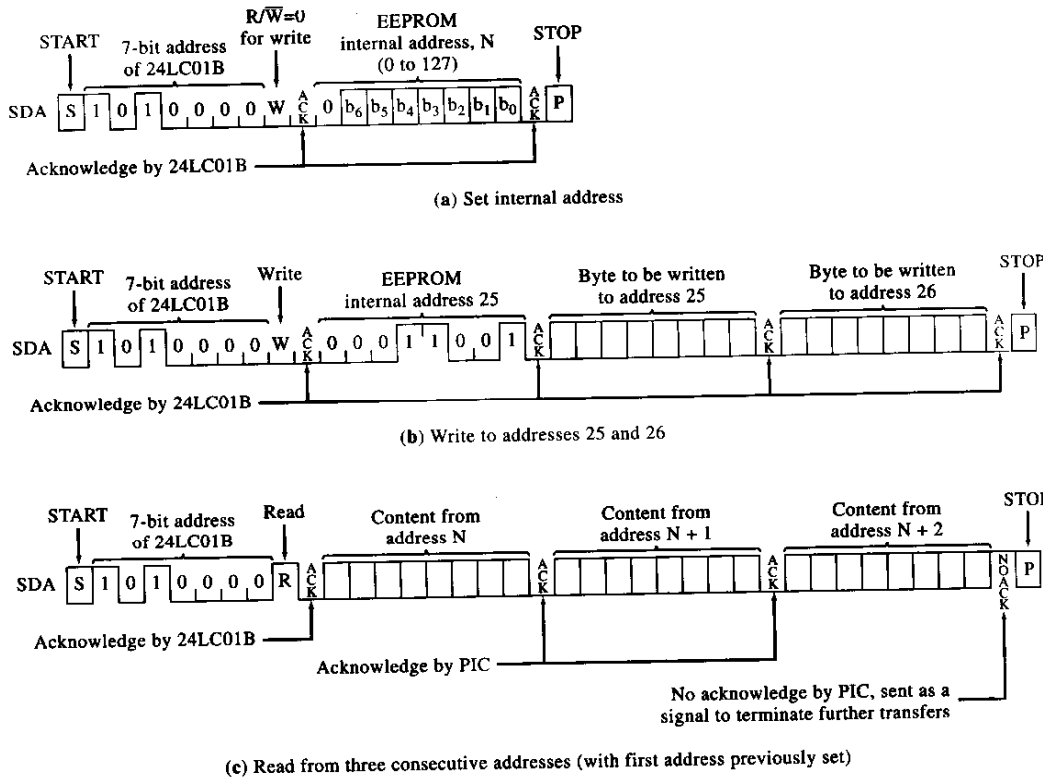 START
7-bit address
of 24LC01B
R/W̅=0
for write
EEPROM
internal address, N
(0 to 127)
STOP
SDA S 1 0 1 0 0 0 0 W ACK 0 b₆ b₅ b₄ b₃ b₂ b₁ b₀ ACK P
Acknowledge by 24LC01B
(a) Set internal address
START
7-bit address
of 24LC01B
Write
EEPROM
internal address 25
Byte to be written
to address 25
Byte to be written
to address 26
STOP
SDA S 1 0 1 0 0 0 0 W ACK 0 0 0 1 1 0 0 1 ACK ACK ACK P
Acknowledge by 24LC01B
(b) Write to addresses 25 and 26
START
7-bit address
of 24LC01B
Read
Content from
address N
Content from
address N + 1
Content from
address N + 2
STOP
SDA S 1 0 1 0 0 0 0 R ACK ACK ACK NOACK P
Acknowledge by 24LC01B
Acknowledge by PIC
No acknowledge by PIC, sent as a
signal to terminate further transfers
(c) Read from three consecutive addresses (with first address previously set)